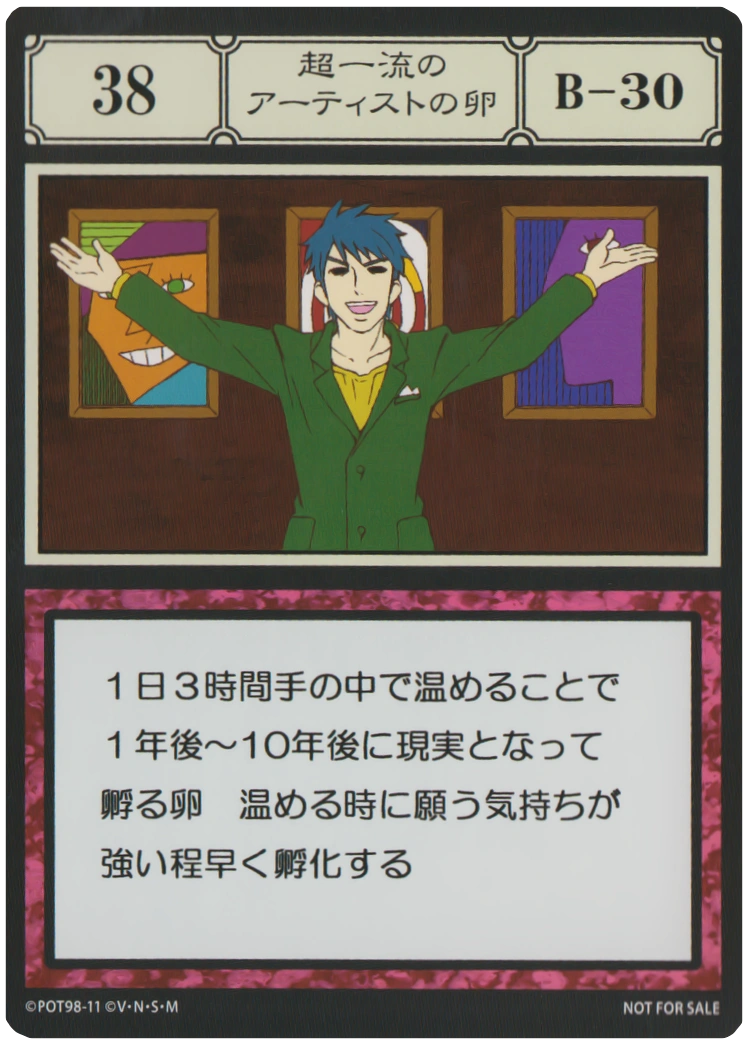 38
超一流の
アーティストの卵
B-30
１日３時間手の中で温めることで
１年後～10年後に現実となって
孵る卵　温める時に願う気持ちが
強い程早く孵化する
©POT98-11 ©V・N・S・M
NOT FOR SALE